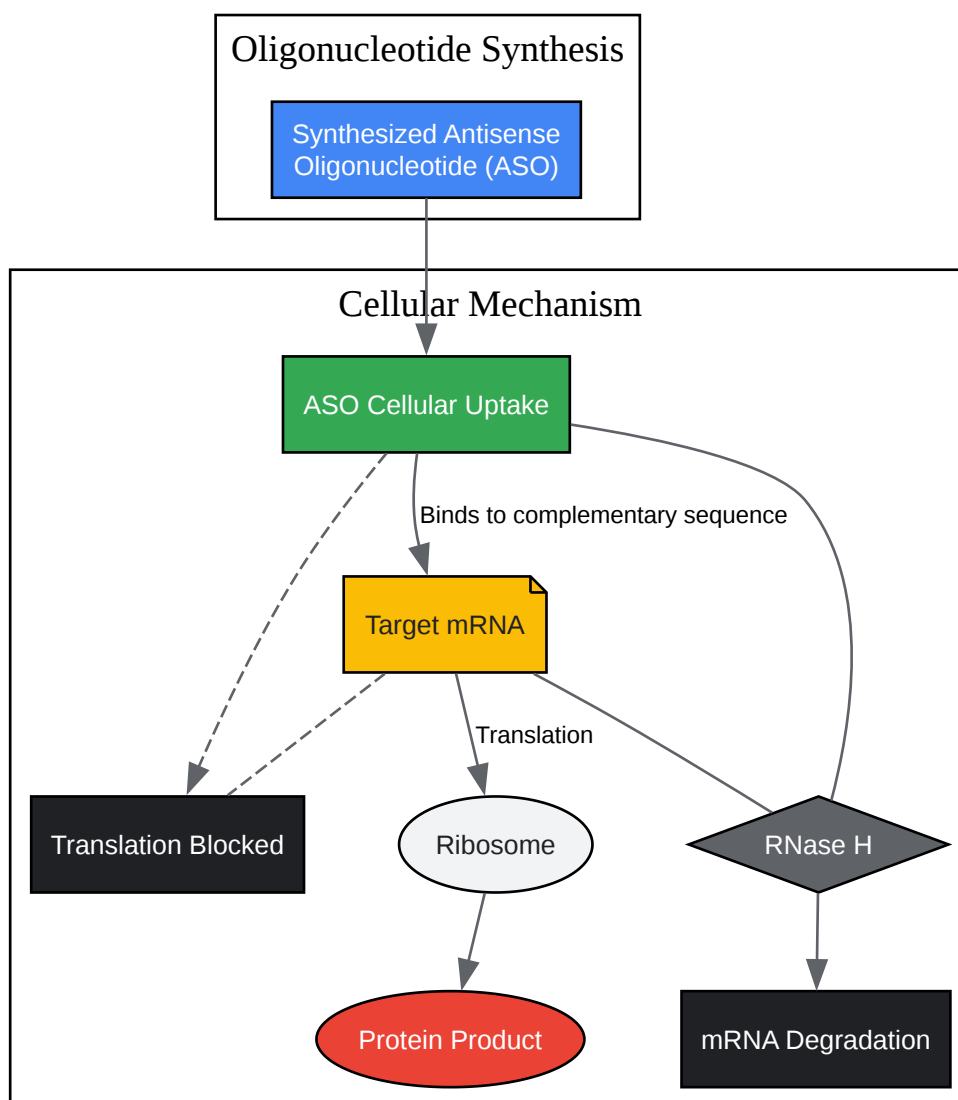 Oligonucleotide Synthesis
Synthesized Antisense
Oligonucleotide (ASO)
Cellular Mechanism
ASO Cellular Uptake
Binds to complementary sequence
Target mRNA
Translation
Translation Blocked
Ribosome
RNase H
Protein Product
mRNA Degradation